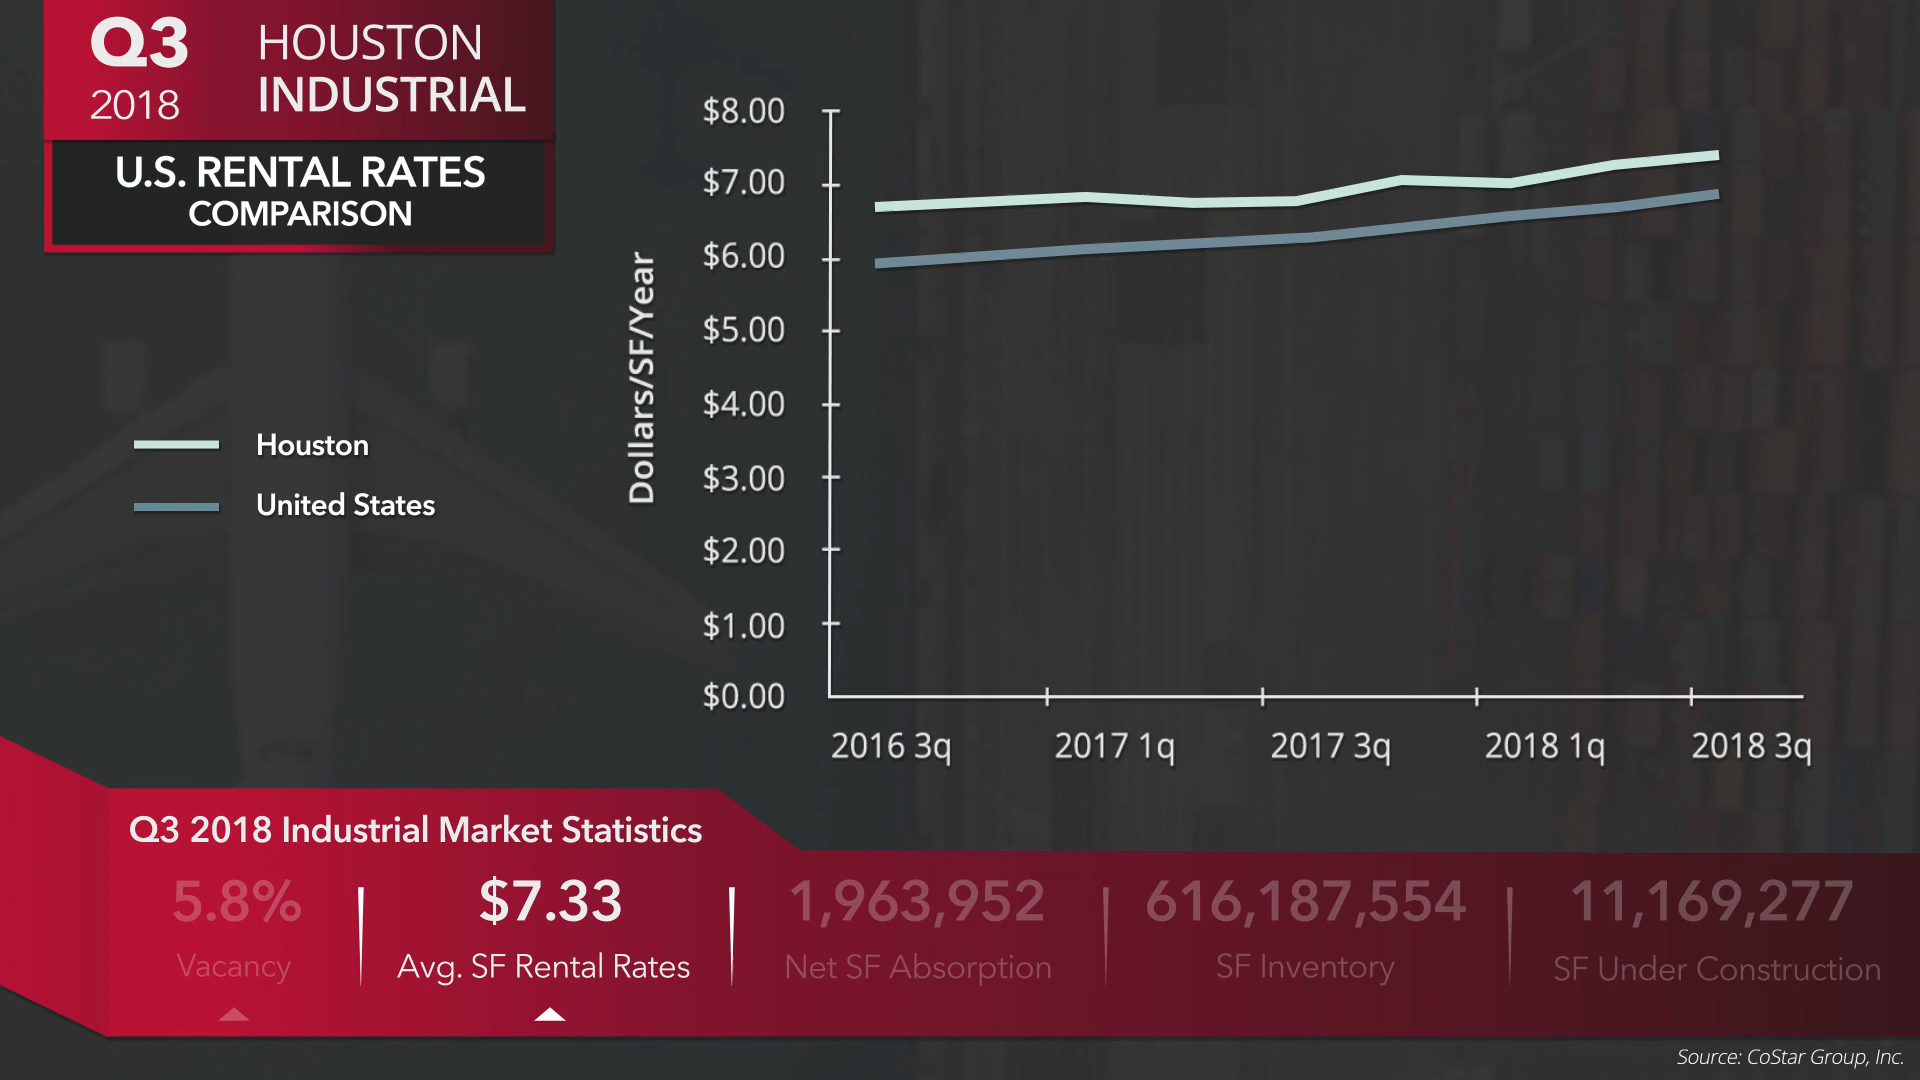 Q3
2018
HOUSTON
INDUSTRIAL
U.S. RENTAL RATES
COMPARISON
Houston
United States
Dollars/SF/Year
$8.00
$7.00
$6.00
$5.00
$4.00
$3.00
$2.00
$1.00
$0.00
2016 3q
2017 1q
2017 3q
2018 1q
2018 3q
Q3 2018 Industrial Market Statistics
5.8%
Vacancy
$7.33
Avg. SF Rental Rates
1,963,952
Net SF Absorption
616,187,554
SF Inventory
11,169,277
SF Under Construction
Source: CoStar Group, Inc.